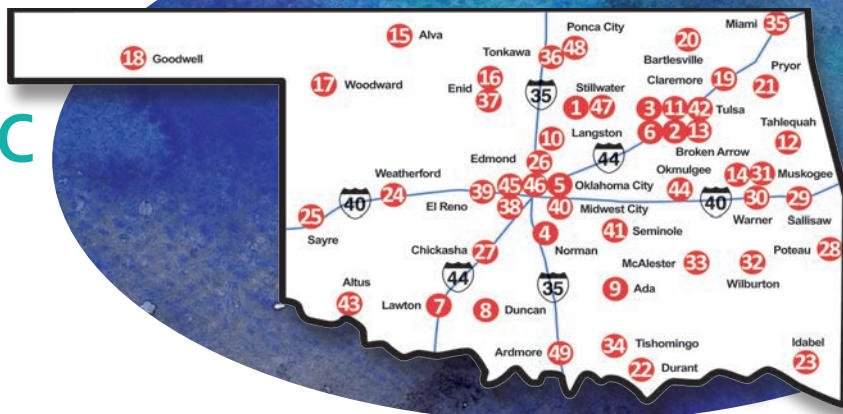 C
18 Goodwell
15 Alva
17 Woodward
Ponca City
Tonkawa 36 48
20
Bartlesville
Miami 35
Claremore 19
Pryor
21
16
Enid
37
35
Stillwater
1 47
3 11 42 Tulsa
6 2 13
Broken Arrow
Tahlequah
12
10
Langston
44
Edmond 26
Weatherford
24
39 45 46 5 Oklahoma City
El Reno
38
40 Midwest City
Okmulgee
44
14 31 Muskogee
40
30
Warner
29
Sallisaw
25
Sayre
40
4
Norman
41 Seminole
Chickasha 27
44
35
McAlester 33
32
Wilburton
Poteau 28
Altus
43
Lawton 7
8 Duncan
9 Ada
Ardmore 49
34 Tishomingo
22 Durant
Idabel
23